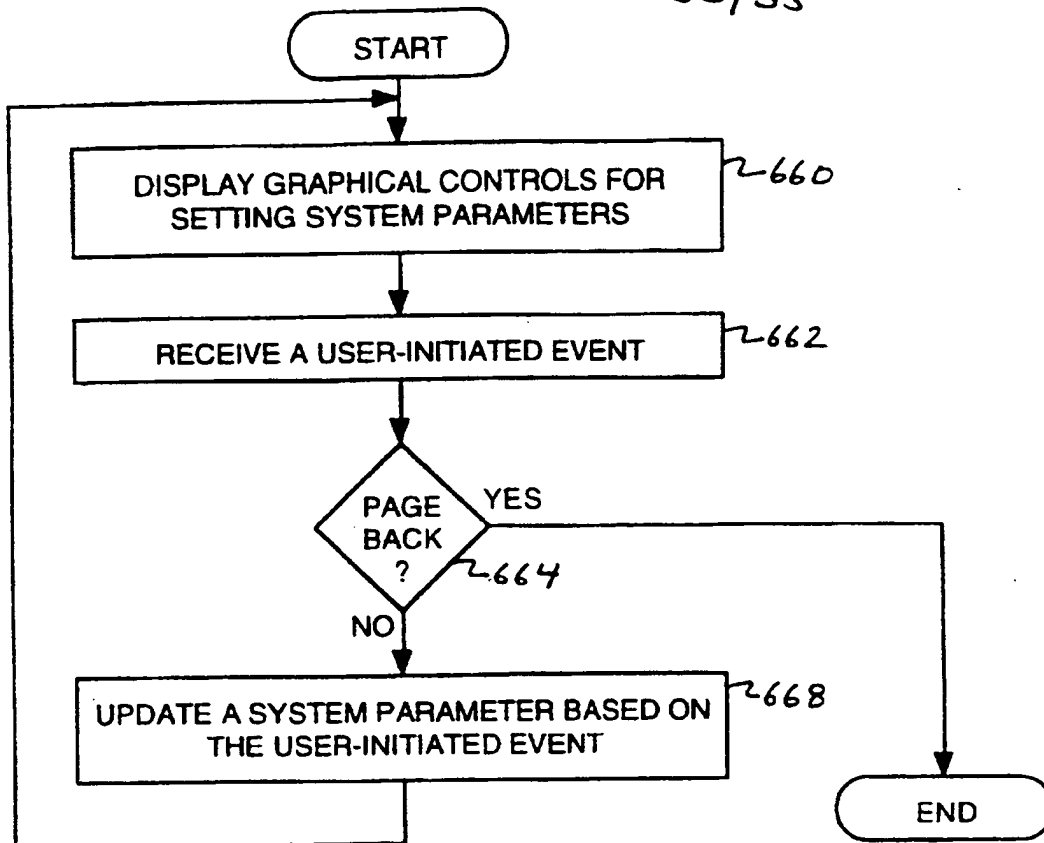 START
DISPLAY GRAPHICAL CONTROLS FOR
SETTING SYSTEM PARAMETERS
660
RECEIVE A USER-INITIATED EVENT
662
PAGE
BACK
?
YES
664
NO
UPDATE A SYSTEM PARAMETER BASED ON
THE USER-INITIATED EVENT
668
END